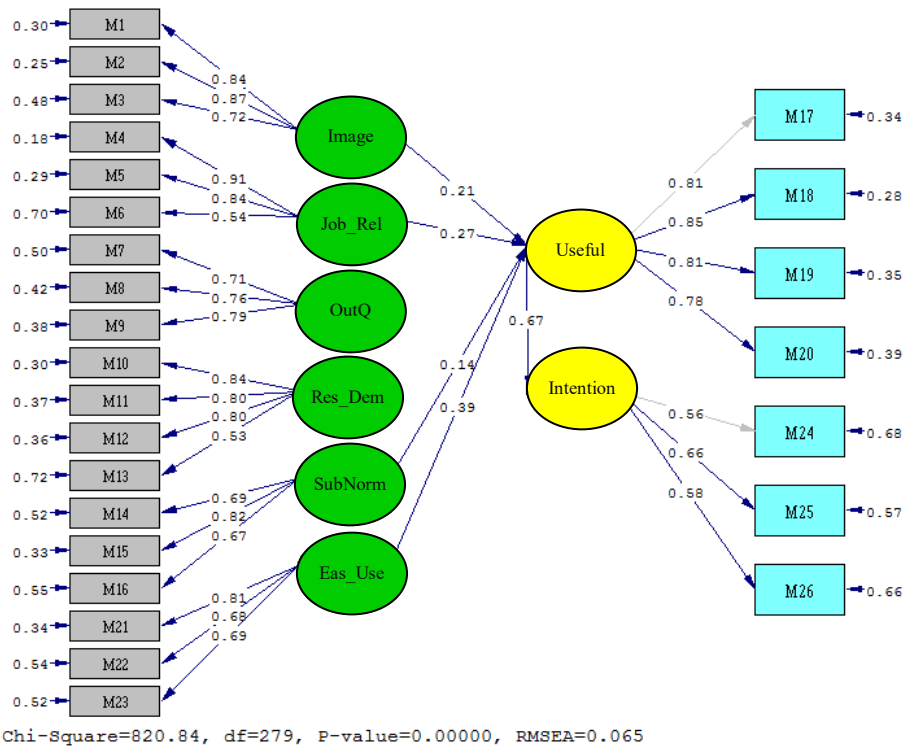 0.30 M1
0.25 M2
0.48 M3
0.18 M4
0.29 M5
0.70 M6
0.50 M7
0.42 M8
0.38 M9
0.30 M10
0.37 M11
0.36 M12
0.72 M13
0.52 M14
0.33 M15
0.55 M16
0.34 M21
0.54 M22
0.52 M23
0.84
0.87
0.72
0.91
0.84
0.54
0.71
0.76
0.79
0.84
0.80
0.80
0.53
0.69
0.82
0.67
0.81
0.68
0.69
Image
Job_Rel
OutQ
Res_Dem
SubNorm
Eas_Use
0.21
0.27
0.14
0.39
Useful
0.67
Intention
0.81
0.85
0.81
0.78
0.56
0.66
0.58
M17 0.34
M18 0.28
M19 0.35
M20 0.39
M24 0.68
M25 0.57
M26 0.66
Chi-Square=820.84, df=279, P-value=0.00000, RMSEA=0.065